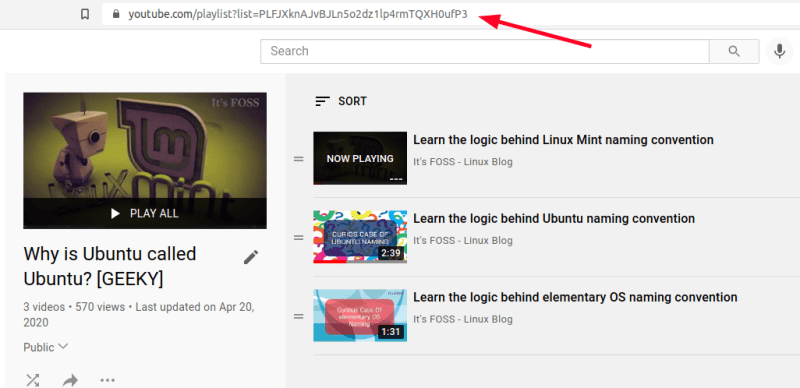 youtube.com/playlist?list=PLFJXknAJvBJLn5o2dz1lp4rmTQXH0ufP3
Search
It's FOSS
Linux Mint
PLAY ALL
Why is Ubuntu called
Ubuntu? [GEEKY]
3 videos • 570 views • Last updated on Apr 20,
2020
Public
SORT
NOW PLAYING
Learn the logic behind Linux Mint naming convention
It's FOSS - Linux Blog
CURIOS CASE OF
UBUNTU NAMING
2:39
Learn the logic behind Ubuntu naming convention
It's FOSS - Linux Blog
Curious Case Of
elementary OS
Naming
1:31
Learn the logic behind elementary OS naming convention
It's FOSS - Linux Blog